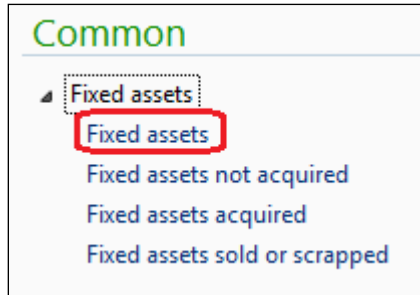 Common
Fixed assets
Fixed assets
Fixed assets not acquired
Fixed assets acquired
Fixed assets sold or scrapped